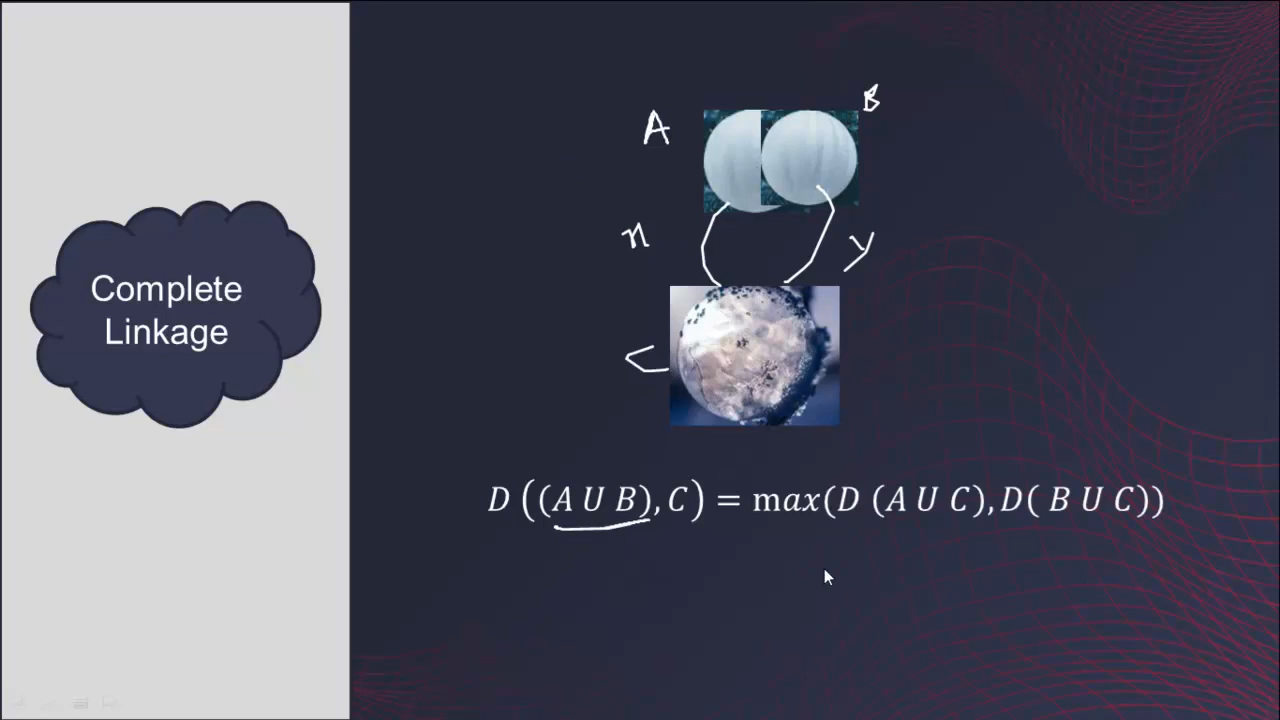 Complete
Linkage
A
B
x
y
C
D ((A U B), C) = max(D (A U C), D( B U C))